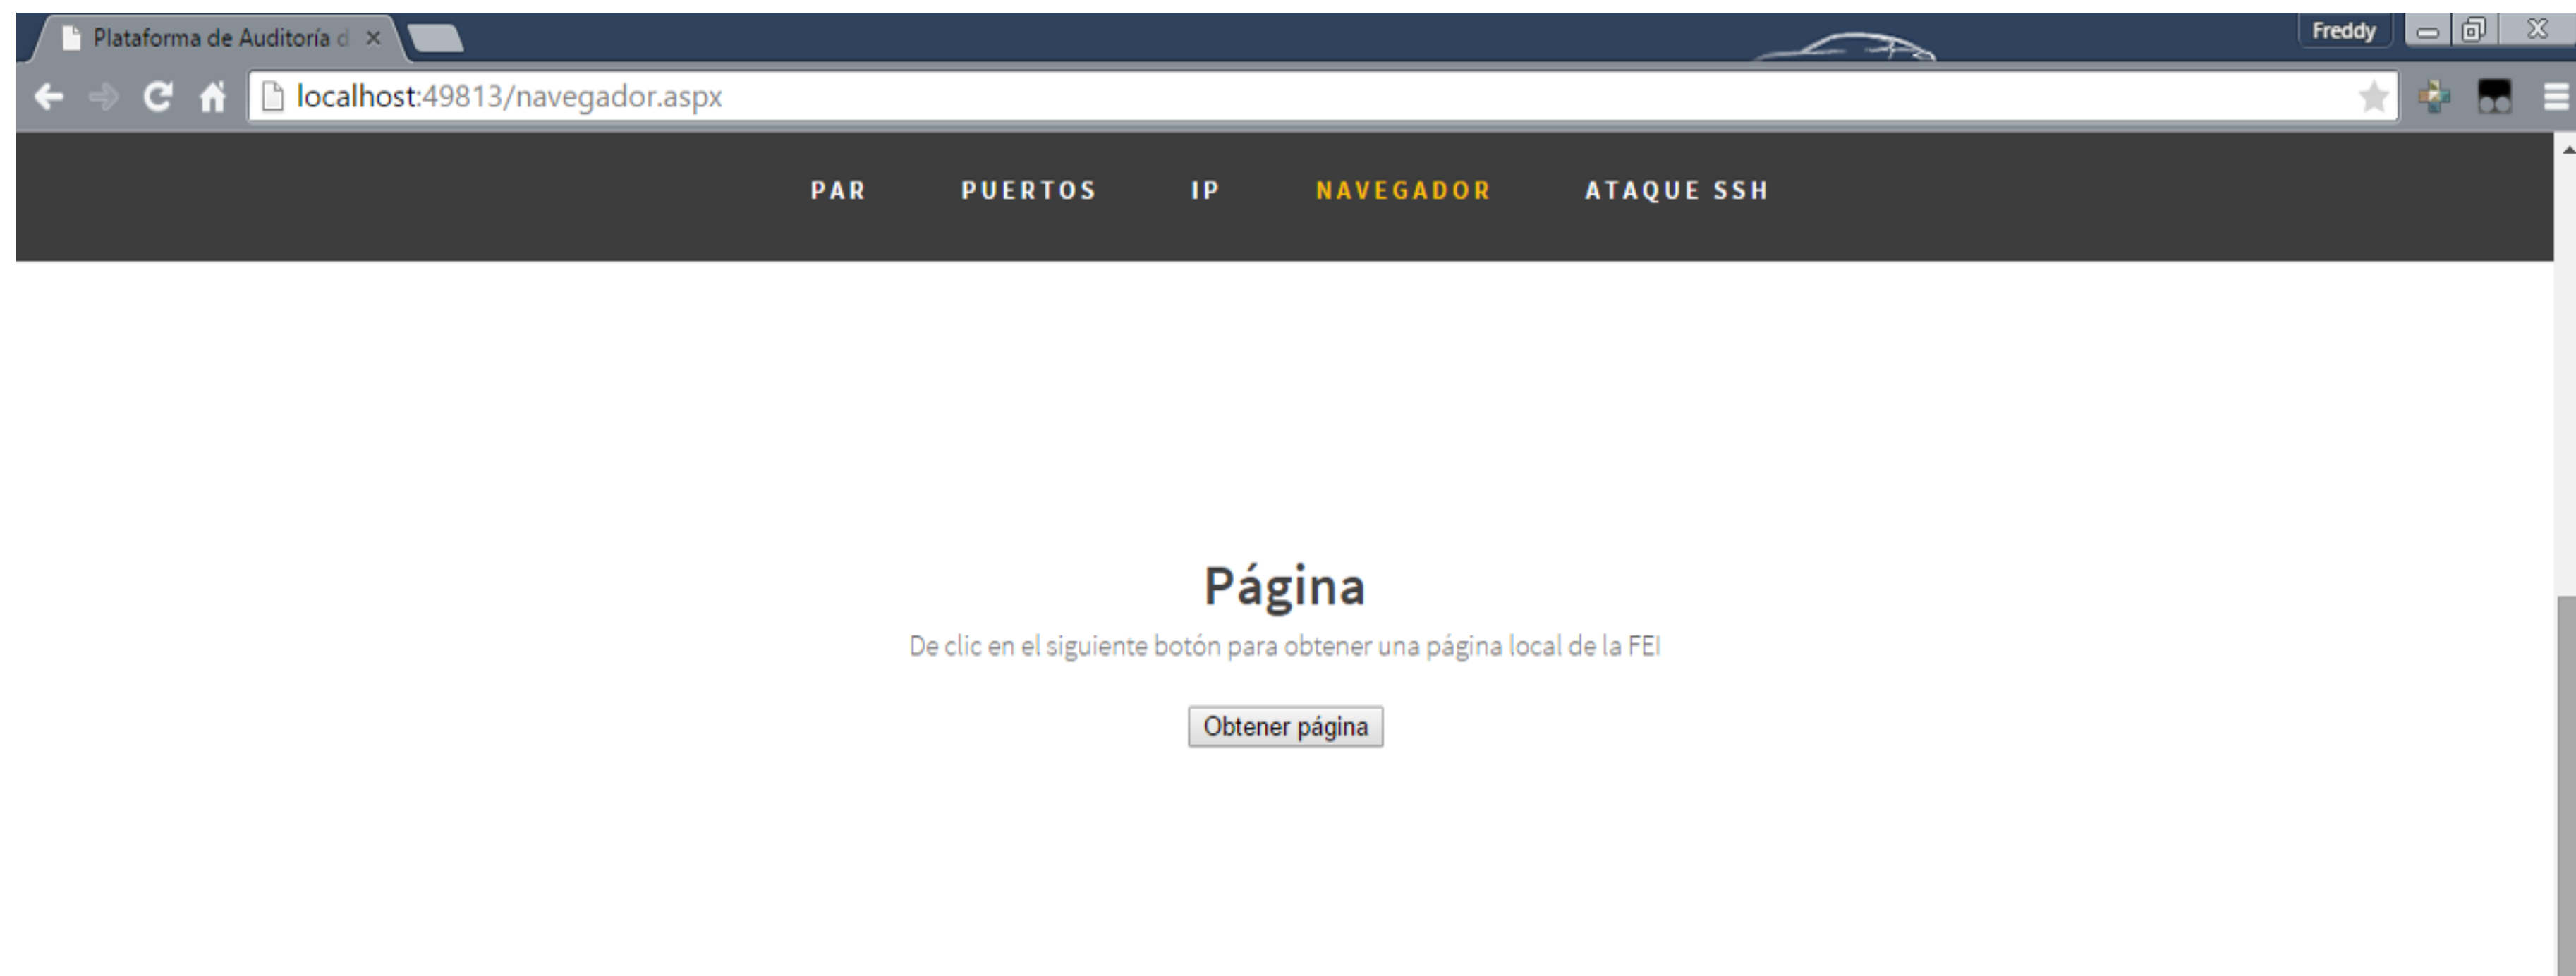 Plataforma de Auditoría d
Freddy
localhost:49813/navegador.aspx
PAR PUERTOS IP NAVEGADOR ATAQUE SSH
Página
De clic en el siguiente botón para obtener una página local de la FEI
Obtener página